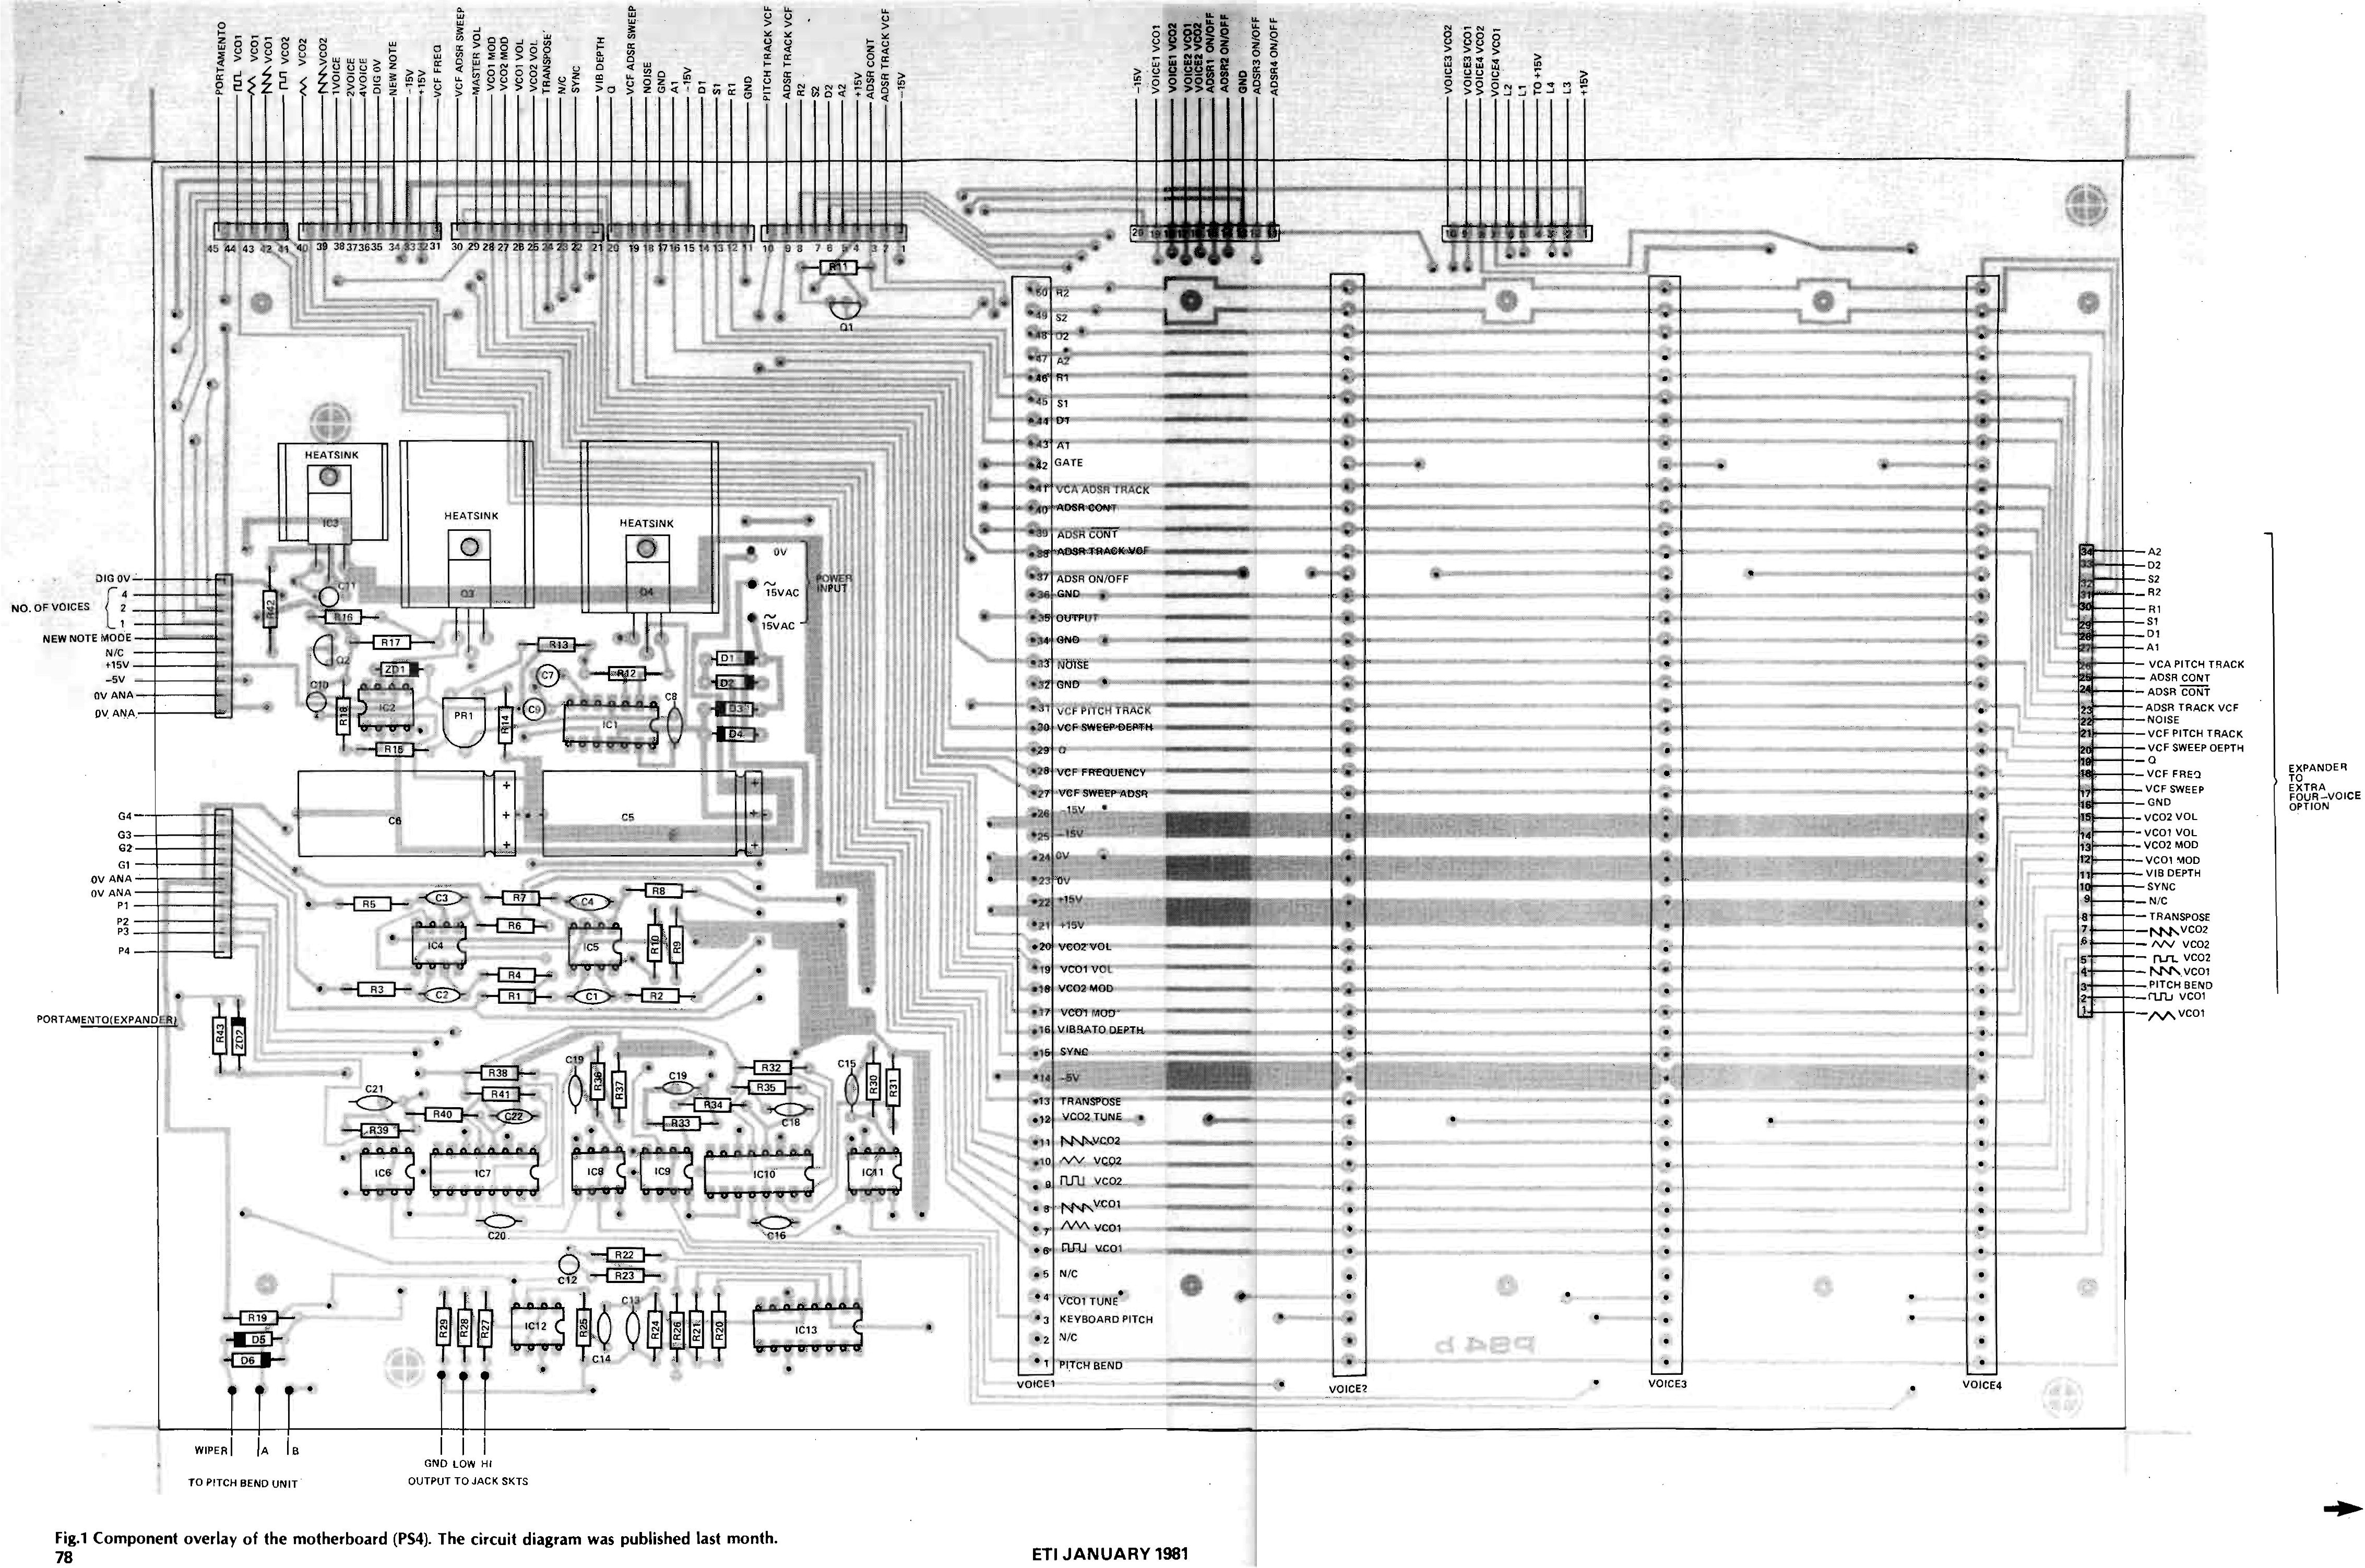 PORTAMENTO
VCO1
VCO1
VCO1
VCO2
VCO2
VCO2
1VOICE
2VOICE
4VOICE
DIG 0V
NEW NOTE
-15V
+15V
VCF FREQ
VCF ADSR SWEEP
MASTER VOL
VCO1 MOD
VCO2 MOD
VCO1 VOL
VCO2 VOL
TRANSPOSE
N/C
SYNC
VIB DEPTH
Q
VCF ADSR SWEEP
NOISE
GND
A1
-15V
D1
S1
R1
GND
PITCH TRACK VCF
ADSR TRACK VCF
R2
S2
D2
A2
+15V
ADSR CONT
ADSR TRACK VCF
-15V
-15V
VOICE1 VCO1
VOICE1 VCO2
VOICE2 VCO1
VOICE2 VCO2
ADSR1 ON/OFF
ADSR2 ON/OFF
GND
ADSR3 ON/OFF
ADSR4 ON/OFF
VOICE3 VCO2
VOICE3 VCO1
VOICE4 VCO2
VOICE4 VCO1
L2
L1
TO +15V
L4
L3
+15V
45 44 43 42 41 40 39 38 37 36 35 34 33 32 31 30 29 28 27 26 25 24 23 22 21 20 19 18 17 16 15 14 13 12 11 10 9 8 7 6 5 4 3 2 1
R11
Q1
HEATSINK
IC3
HEATSINK
Q3
HEATSINK
Q4
0V
15VAC
15VAC
POWER
INPUT
DIG 0V
NO. OF VOICES
4
2
1
NEW NOTE MODE
N/C
+15V
-5V
0V ANA
0V ANA
R42
C11
R16
R17
Q2
ZD1
C10
R18
IC2
R15
PR1
R14
R13
C7
C9
R12
IC1
C8
D1
D2
D3
D4
C6
+
+
+
C5
+
+
+
G4
G3
G2
G1
0V ANA
0V ANA
P1
P2
P3
P4
R5
C3
R7
C4
R8
R6
IC4
IC5
R10
R9
R4
R3
C2
R1
C1
R2
PORTAMENTO(EXPANDER)
R43
ZD2
C21
R38
R41
R40
C22
R39
C19
R36
R37
C19
R34
R33
R32
R35
C18
C15
R30
R31
IC6
IC7
IC8
IC9
IC10
IC11
C20
C16
C12
R22
R23
R19
D5
D6
R29
R28
R27
IC12
R25
C14
C13
R24
R26
R21
R20
IC13
WIPER
A
B
TO PITCH BEND UNIT
GND LOW HI
OUTPUT TO JACK SKTS
50 R2
49 S2
48 D2
47 A2
46 R1
45 S1
44 D1
43 A1
42 GATE
41 VCA ADSR TRACK
40 ADSR CONT
39 ADSR CONT
38 ADSR TRACK VCF
37 ADSR ON/OFF
36 GND
35 OUTPUT
34 GND
33 NOISE
32 GND
31 VCF PITCH TRACK
30 VCF SWEEP DEPTH
29 Q
28 VCF FREQUENCY
27 VCF SWEEP ADSR
26 -15V
25 -15V
24 0V
23 0V
22 +15V
21 +15V
20 VCO2 VOL
19 VCO1 VOL
18 VCO2 MOD
17 VCO1 MOD
16 VIBRATO DEPTH
15 SYNC
14 -5V
13 TRANSPOSE
12 VCO2 TUNE
11 VCO2
10 VCO2
9 VCO2
8 VCO1
7 VCO1
6 VCO1
5 N/C
4 VCO1 TUNE
3 KEYBOARD PITCH
2 N/C
1 PITCH BEND
VOICE1
VOICE2
VOICE3
VOICE4
PS4b
34 A2
33 D2
32 S2
31 R2
30 R1
29 S1
28 D1
27 A1
26 VCA PITCH TRACK
25 ADSR CONT
24 ADSR CONT
23 ADSR TRACK VCF
22 NOISE
21 VCF PITCH TRACK
20 VCF SWEEP DEPTH
19 Q
18 VCF FREQ
17 VCF SWEEP
16 GND
15 VCO2 VOL
14 VCO1 VOL
13 VCO2 MOD
12 VCO1 MOD
11 VIB DEPTH
10 SYNC
9 N/C
8 TRANSPOSE
7 VCO2
6 VCO2
5 VCO2
4 VCO1
3 PITCH BEND
2 VCO1
1 VCO1
EXPANDER
TO
EXTRA
FOUR-VOICE
OPTION
Fig.1 Component overlay of the motherboard (PS4). The circuit diagram was published last month.
78
ETI JANUARY 1981